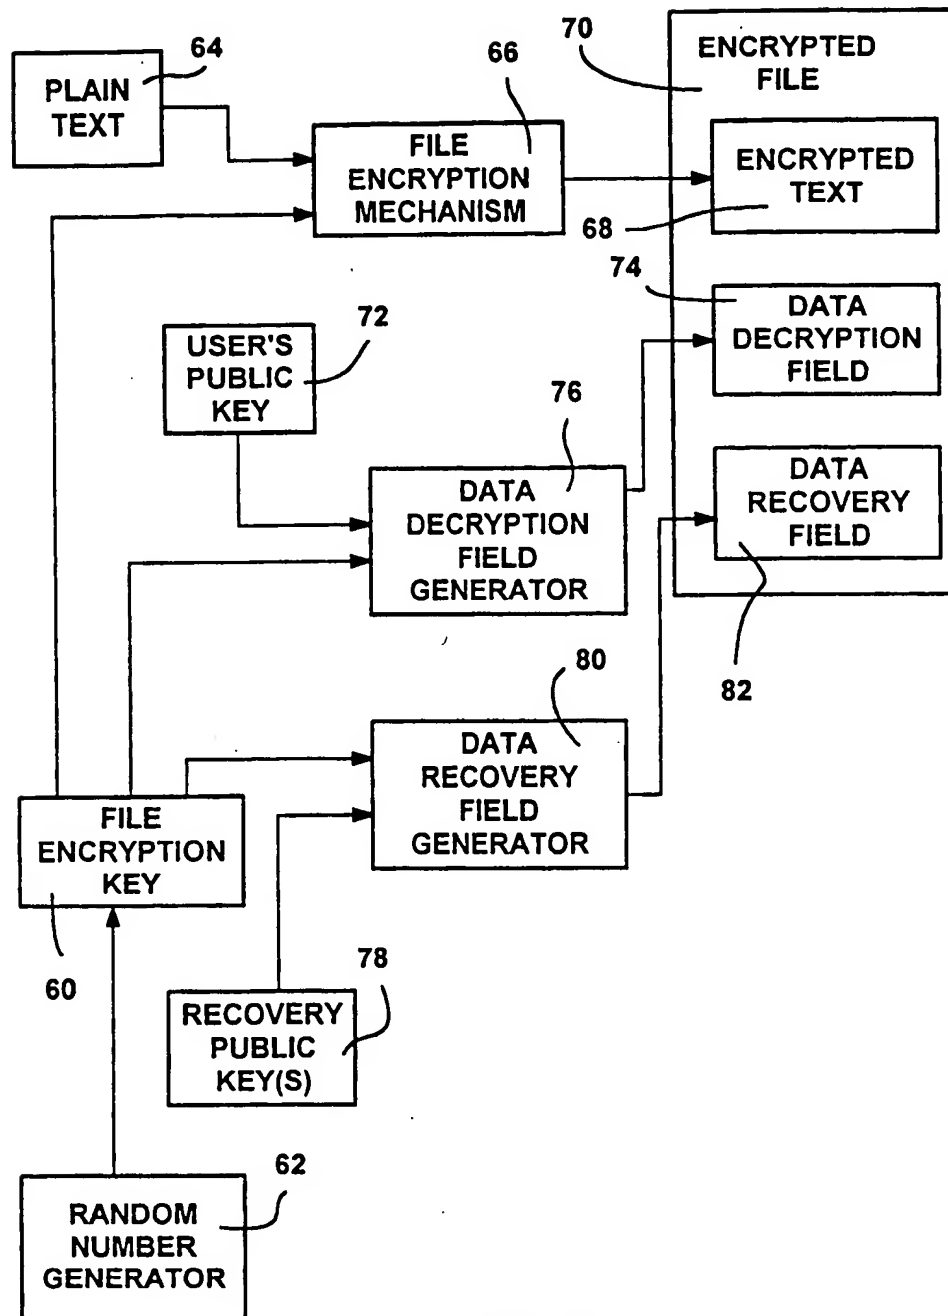 64
PLAIN
TEXT
66
FILE
ENCRYPTION
MECHANISM
70
ENCRYPTED
FILE
ENCRYPTED
TEXT
68
74
DATA
DECRYPTION
FIELD
72
USER'S
PUBLIC
KEY
76
DATA
DECRYPTION
FIELD
GENERATOR
DATA
RECOVERY
FIELD
82
80
DATA
RECOVERY
FIELD
GENERATOR
FILE
ENCRYPTION
KEY
60
78
RECOVERY
PUBLIC
KEY(S)
62
RANDOM
NUMBER
GENERATOR